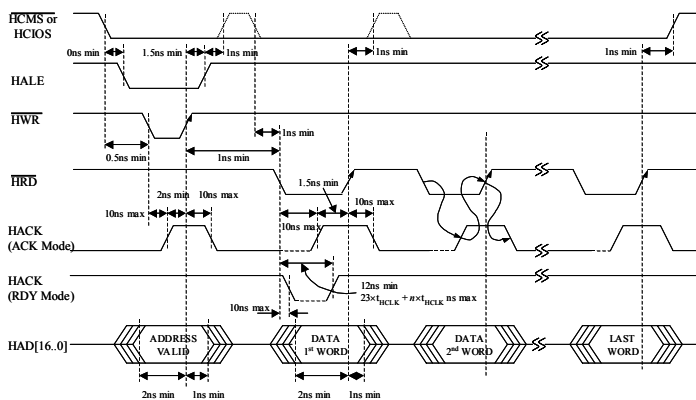 HCMS or
HCIOS
0ns min
1.5ns min
1ns min
1ns min
1ns min
HALE
HWR
1ns min
0.5ns min
1ns min
HRD
2ns min
10ns max
1.5ns min
10ns max
10ns max
10ns max
HACK
(ACK Mode)
HACK
(RDY Mode)
12ns min
23×tHCLK + n×tHCLK ns max
10ns max
HAD[16..0]
ADDRESS
VALID
DATA
1st WORD
DATA
2nd WORD
LAST
WORD
2ns min
1ns min
2ns min
1ns min